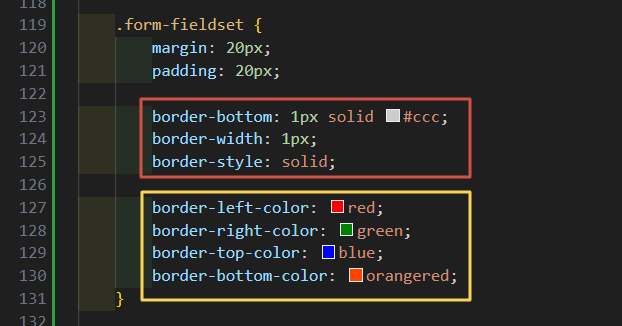 118
119 .form-fieldset {
120 margin: 20px;
121 padding: 20px;
122
123 border-bottom: 1px solid #ccc;
124 border-width: 1px;
125 border-style: solid;
126
127 border-left-color: red;
128 border-right-color: green;
129 border-top-color: blue;
130 border-bottom-color: orangered;
131 }
132